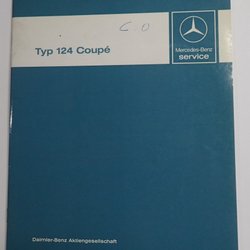 Typ 124 Coupé
Mercedes-Benz
service
Daimler-Benz Aktiengesellschaft